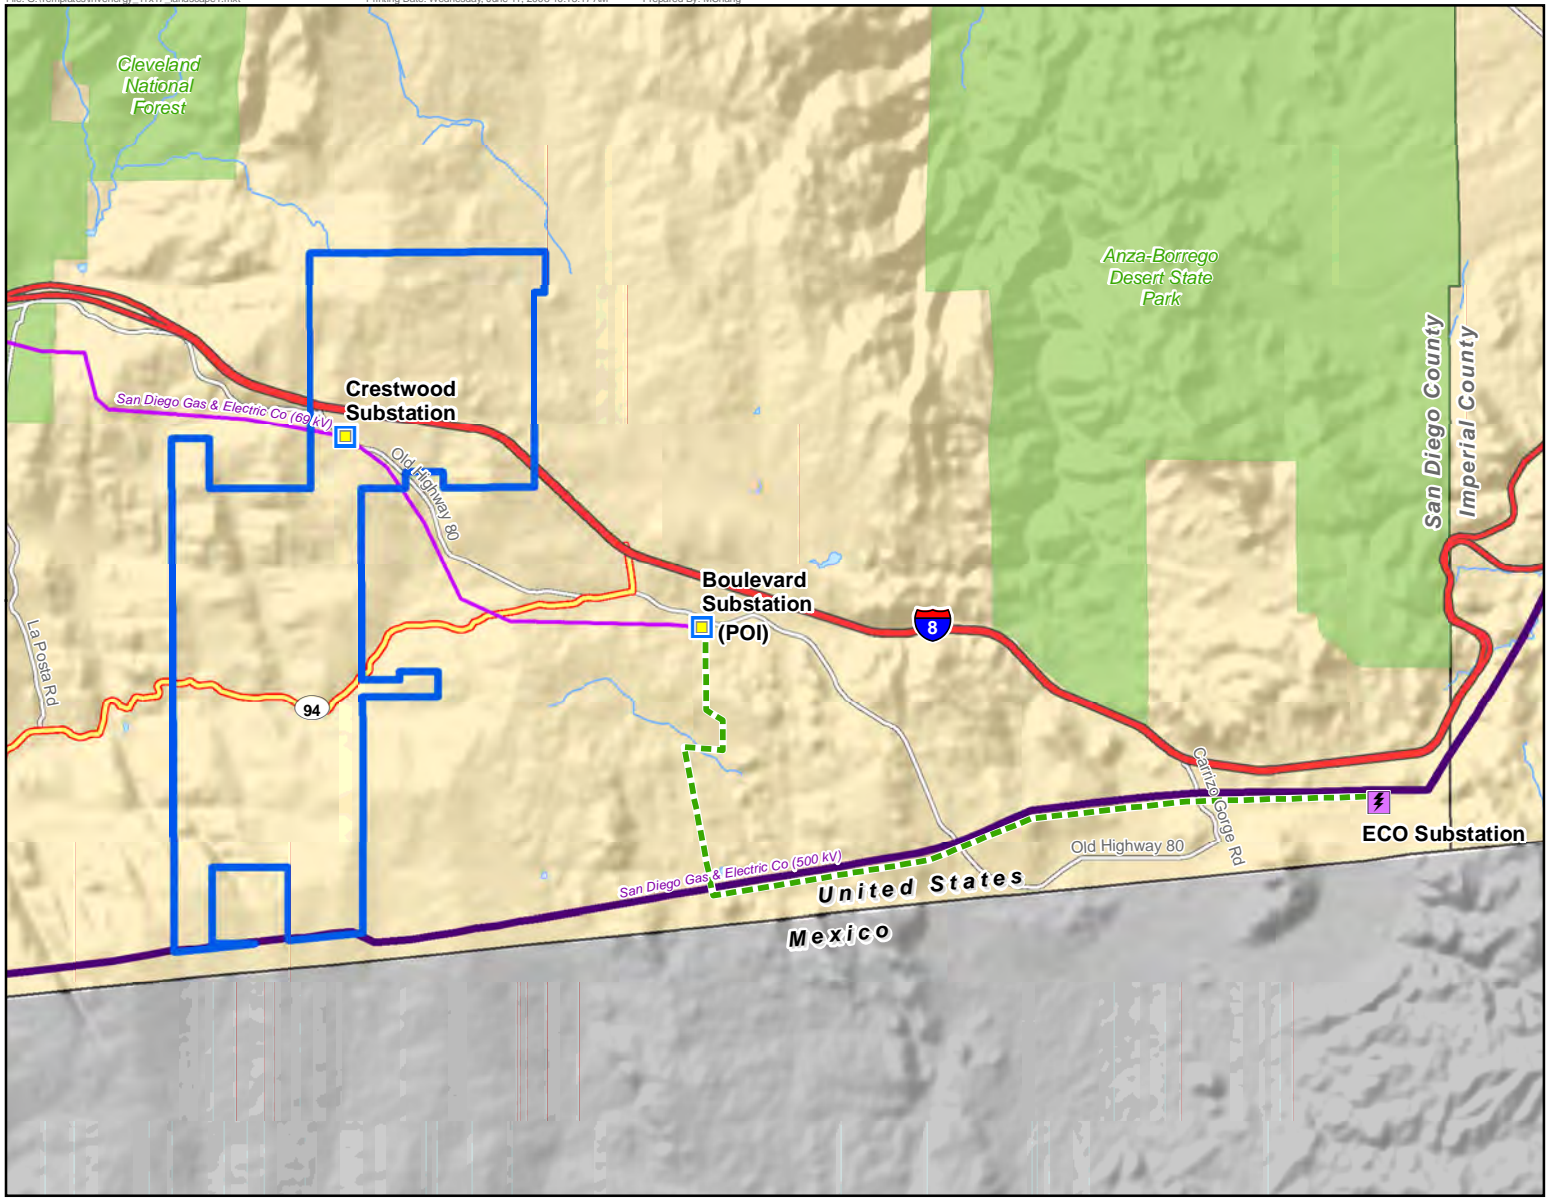 Cleveland
National
Forest
Anza-Borrego
Desert State
Park
San Diego County
Imperial County
San Diego Gas & Electric Co (69 kV)
Crestwood
Substation
Old Highway 80
La Posta Rd
94
Boulevard
Substation
(POI)
8
Carrizo Gorge Rd
ECO Substation
Old Highway 80
San Diego Gas & Electric Co (500 kV)
United States
Mexico